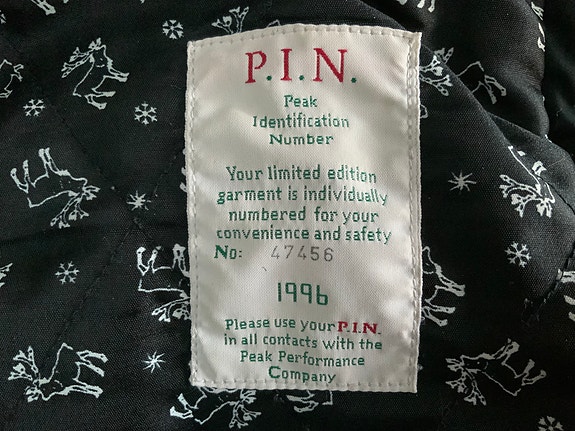 P.I.N.
Peak
Identification
Number
Your limited edition
garment is individually
numbered for your
convenience and safety
No: 47456
1996
Please use your P.I.N.
in all contacts with the
Peak Performance
Company